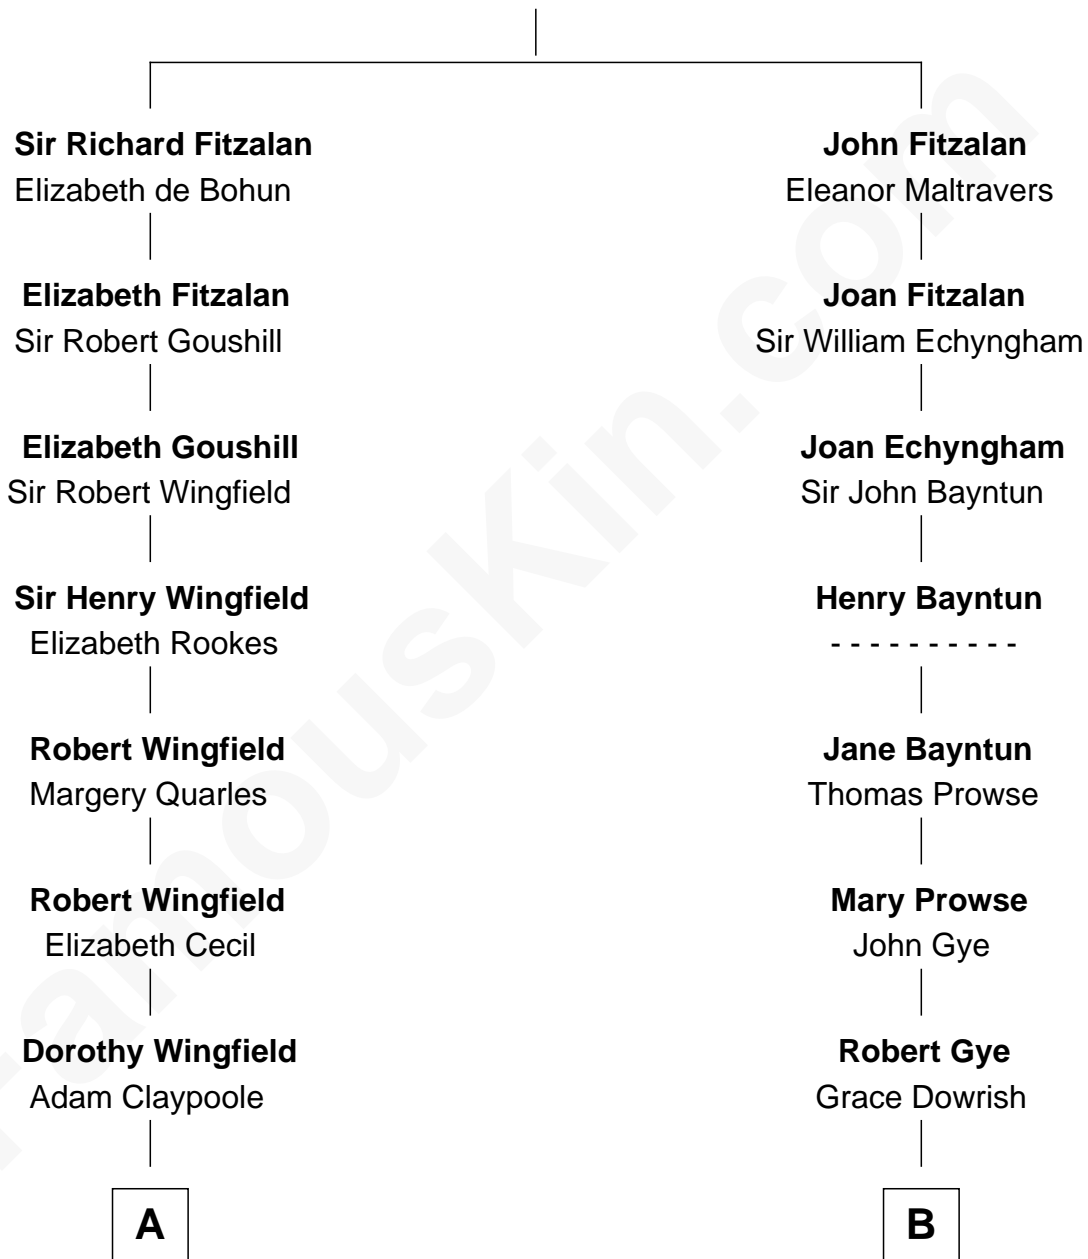 Sir Richard Fitzalan
Elizabeth de Bohun
Elizabeth Fitzalan
Sir Robert Goushill
Elizabeth Goushill
Sir Robert Wingfield
Sir Henry Wingfield
Elizabeth Rookes
Robert Wingfield
Margery Quarles
Robert Wingfield
Elizabeth Cecil
Dorothy Wingfield
Adam Claypoole
A
John Fitzalan
Eleanor Maltravers
Joan Fitzalan
Sir William Echyngham
Joan Echyngham
Sir John Bayntun
Henry Bayntun
- - - - - - - - - -
Jane Bayntun
Thomas Prowse
Mary Prowse
John Gye
Robert Gye
Grace Dowrish
B
FamousKin.com